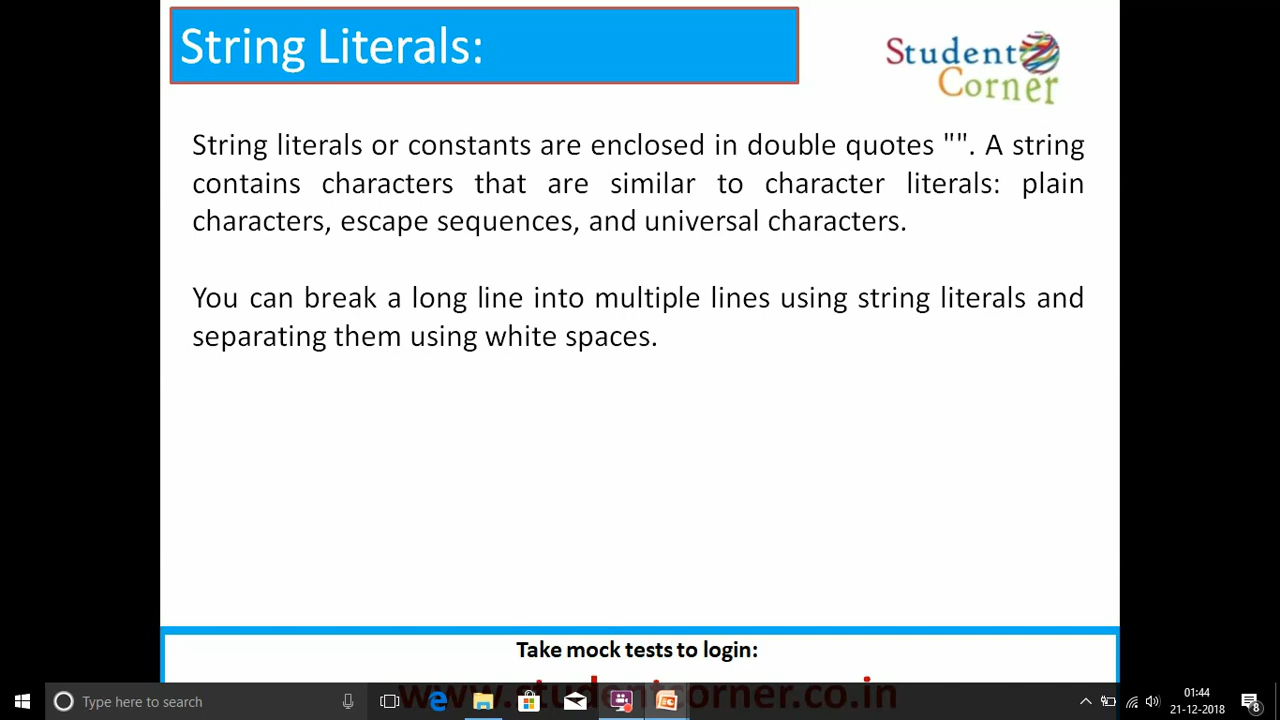 String Literals:
Student
Corner
String literals or constants are enclosed in double quotes "". A string
contains characters that are similar to character literals: plain
characters, escape sequences, and universal characters.
You can break a long line into multiple lines using string literals and
separating them using white spaces.
Take mock tests to login:
www.studentcorner.co.in
Type here to search
01:44
21-12-2018
8